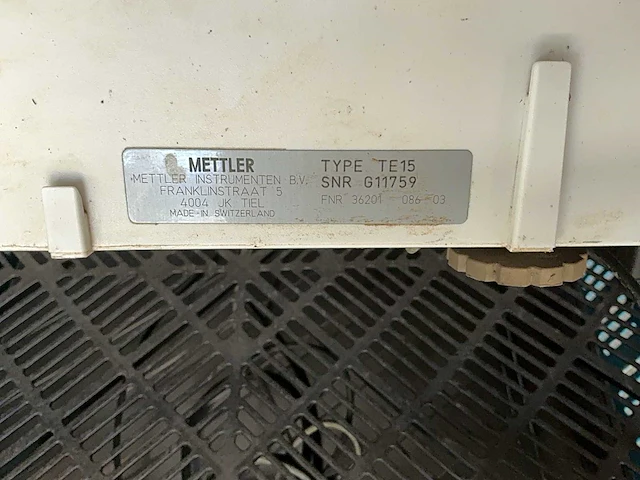 METTLER
METTLER INSTRUMENTEN B.V.
FRANKLINSTRAAT 5
4004 JK TIEL
MADE-IN SWITZERLAND
TYPE TE15
SNR G11759
FNR 36201 086 03